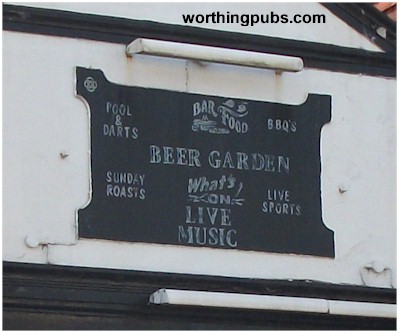 worthingpubs.com
POOL
&
DARTS
BAR
FOOD
BBQ'S
BEER GARDEN
SUNDAY
ROASTS
What's
ON
LIVE
SPORTS
LIVE
MUSIC